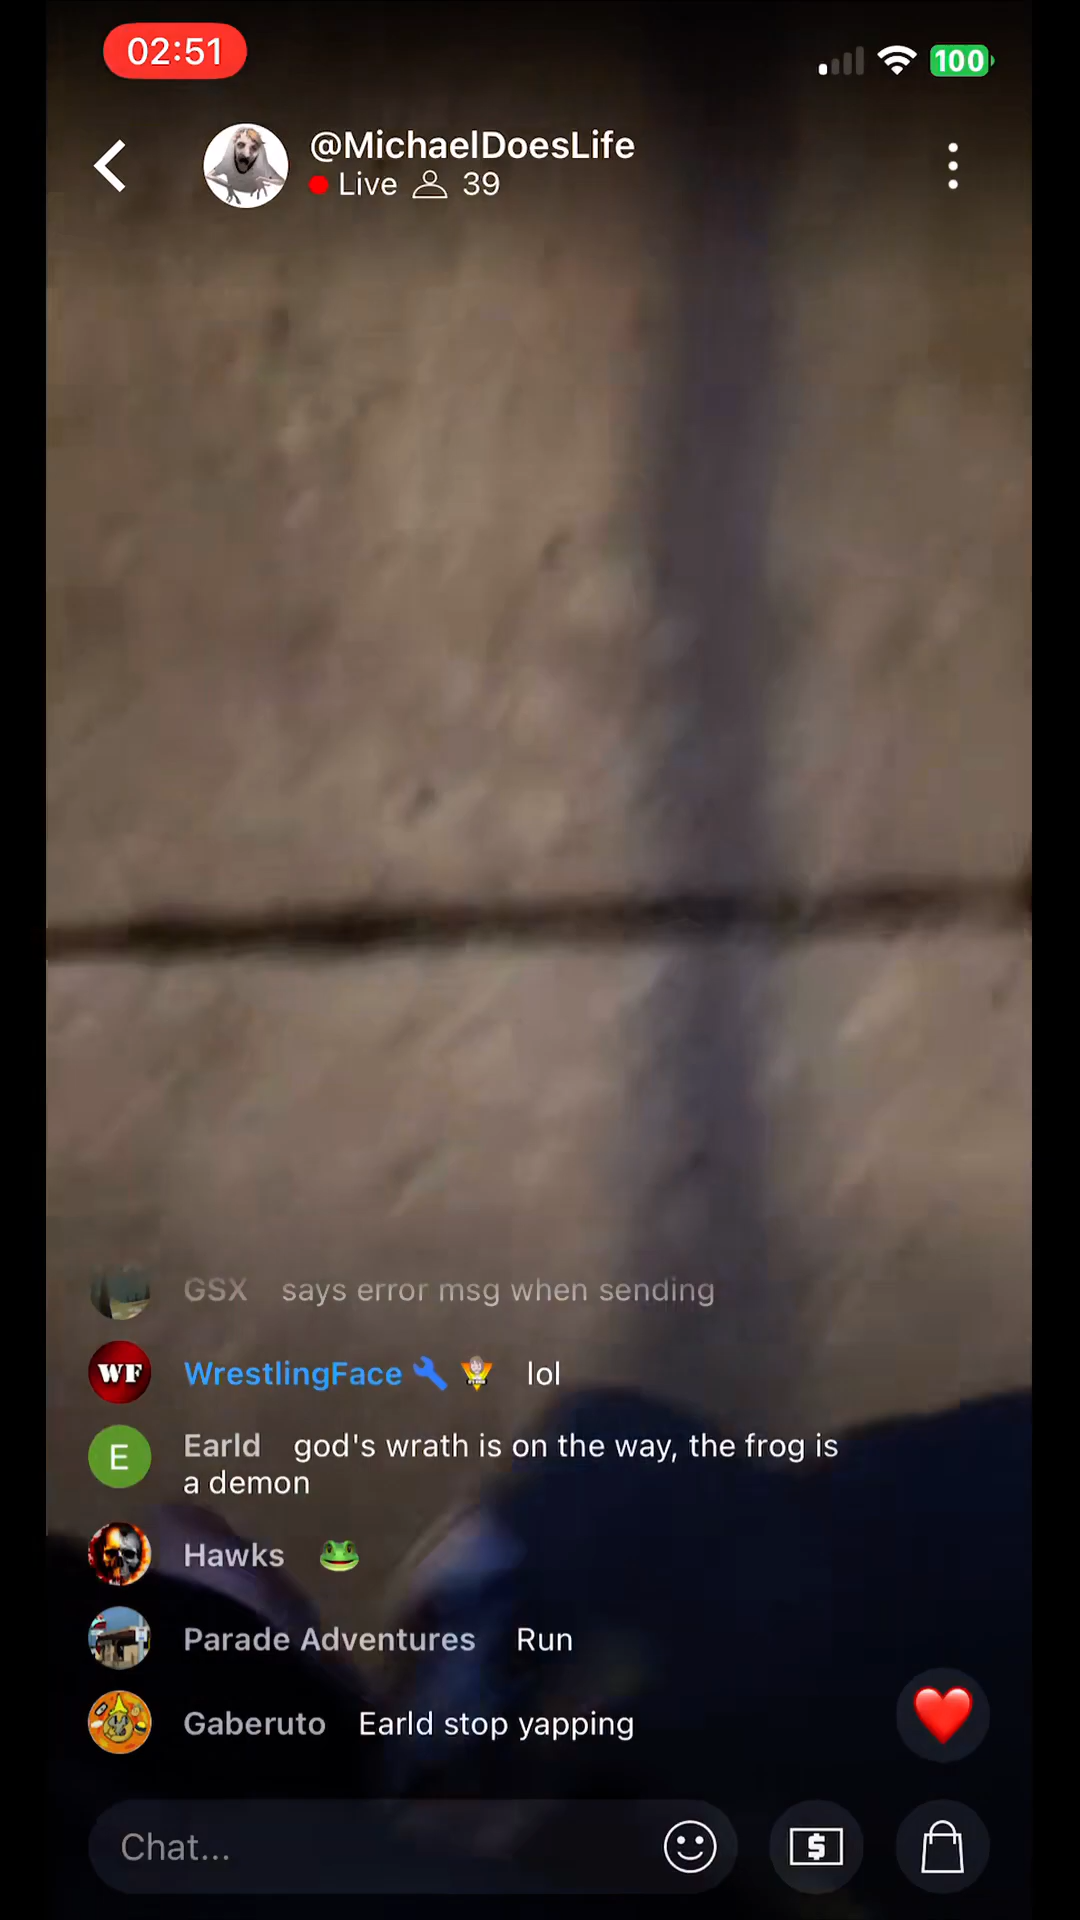 02:51
100
@MichaelDoesLife
Live 39
GSX says error msg when sending
WF
WrestlingFace lol
E
Earld god's wrath is on the way, the frog is
a demon
Hawks 🐸
Parade Adventures Run
Gaberuto Earld stop yapping
Chat...
$